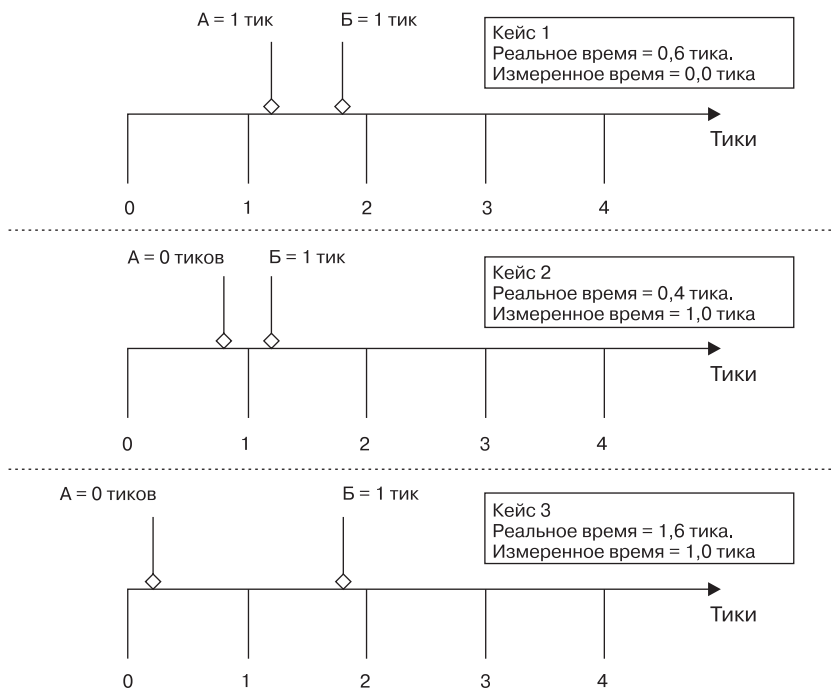 А = 1 тик
Б = 1 тик
Кейс 1
Реальное время = 0,6 тика.
Измеренное время = 0,0 тика
Тики
0 1 2 3 4
А = 0 тиков
Б = 1 тик
Кейс 2
Реальное время = 0,4 тика.
Измеренное время = 1,0 тика
Тики
0 1 2 3 4
А = 0 тиков
Б = 1 тик
Кейс 3
Реальное время = 1,6 тика.
Измеренное время = 1,0 тика
Тики
0 1 2 3 4